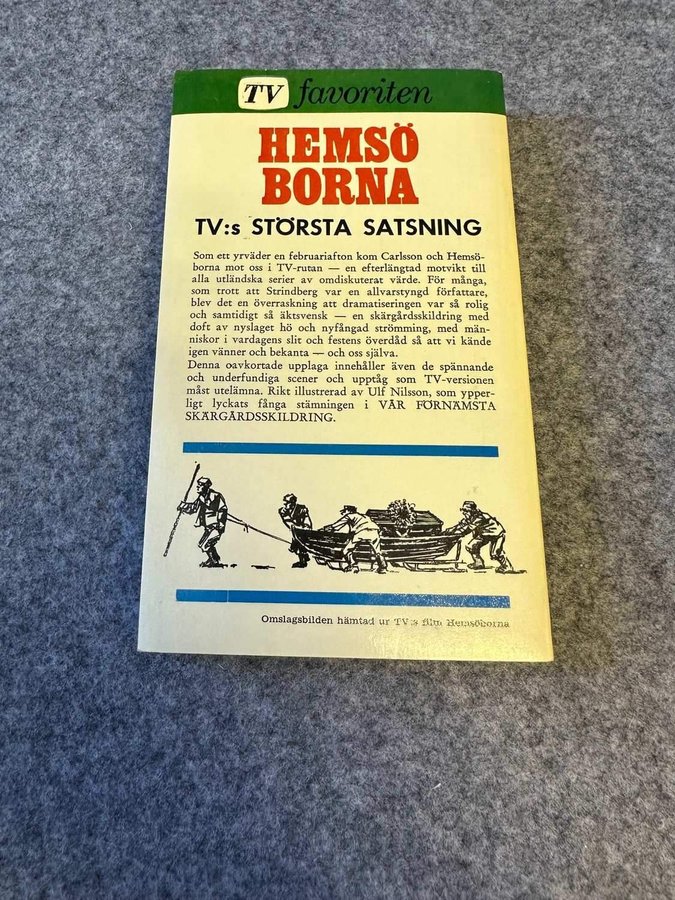 TV favoriten
HEMSÖ
BORNA
TV:s STÖRSTA SATSNING
Som ett yrväder en februariafton kom Carlsson och Hemsö-
borna mot oss i TV-rutan — en efterlängtad motvikt till
alla utländska serier av omdiskuterat värde. För många,
som trott att Strindberg var en allvarstyngd författare,
blev det en överraskning att dramatiseringen var så rolig
och samtidigt så äktsvensk — en skärgårdsskildring med
doft av nyslaget hö och nyfångad strömming, med män-
niskor i vardagens slit och festens överdåd så att vi kände
igen vänner och bekanta — och oss själva.
Denna oavkortade upplaga innehåller även de spännande
och underfundiga scener och upptåg som TV-versionen
måst utelämna. Rikt illustrerad av Ulf Nilsson, som ypper-
ligt lyckats fånga stämningen i VÅR FÖRNÄMSTA
SKÄRGÅRDSSKILDRING.
Omslagsbilden hämtad ur TV:s film Hemsöborna